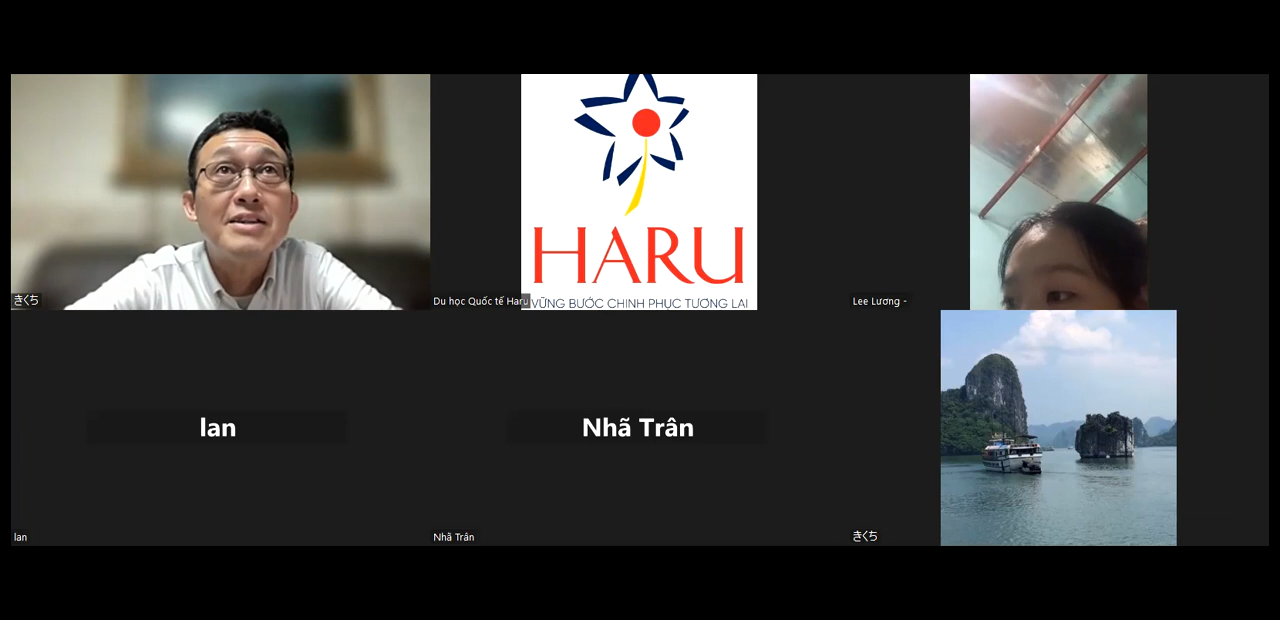 きくち
HARU
VỮNG BƯỚC CHINH PHỤC TƯƠNG LAI
Du học Quốc tế Haru
Lee Lương -
lan
Nhã Trân
lan
Nhã Trân
きくち